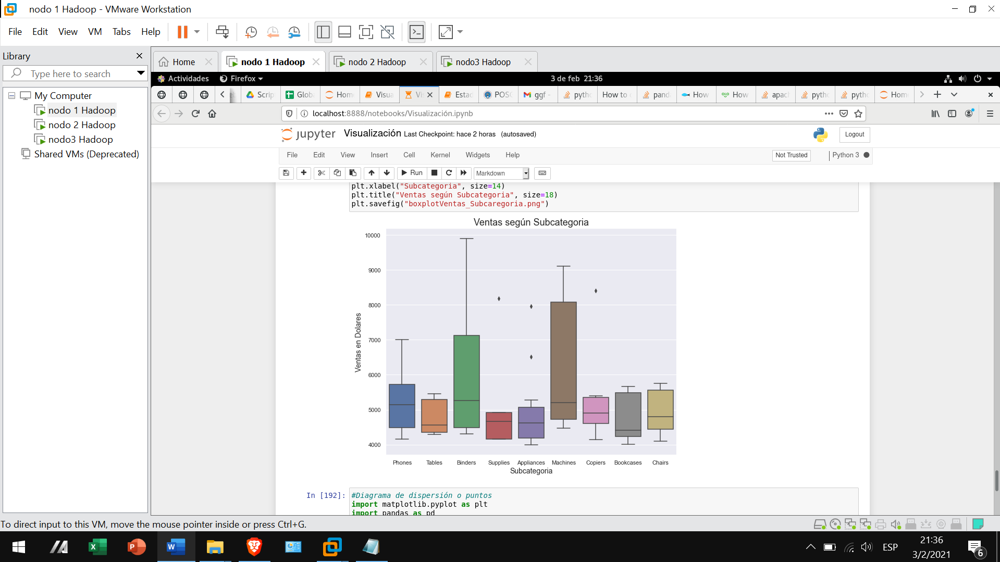 nodo 1 Hadoop - VMware Workstation
File Edit View VM Tabs Help
Library
Type here to search
My Computer
nodo 1 Hadoop
nodo 2 Hadoop
nodo3 Hadoop
Shared VMs (Deprecated)
Home nodo 1 Hadoop nodo 2 Hadoop nodo3 Hadoop
Actividades Firefox 3 de feb 21:36
Scrip Globa Home Visua Vi Estad POSC ggf - pytho How to pand How How apach pytho pytho Home
localhost:8888/notebooks/Visualización.ipynb
jupyter Visualización Last Checkpoint: hace 2 horas (autosaved)
Logout
File Edit View Insert Cell Kernel Widgets Help
Not Trusted Python 3
Run Markdown
plt.xlabel("Subcategoria", size=14)
plt.title("Ventas según Subcategoria", size=18)
plt.savefig("boxplotVentas_Subcaregoria.png")
Ventas según Subcategoria
10000
9000
8000
7000
6000
5000
4000
Ventas en Dolares
Phones Tables Binders Supplies Appliances Machines Copiers Bookcases Chairs
Subcategoria
In [192]: #Diagrama de dispersión o puntos
import matplotlib.pyplot as plt
import pandas as pd
To direct input to this VM, move the mouse pointer inside or press Ctrl+G.
ESP
21:36
3/2/2021
6